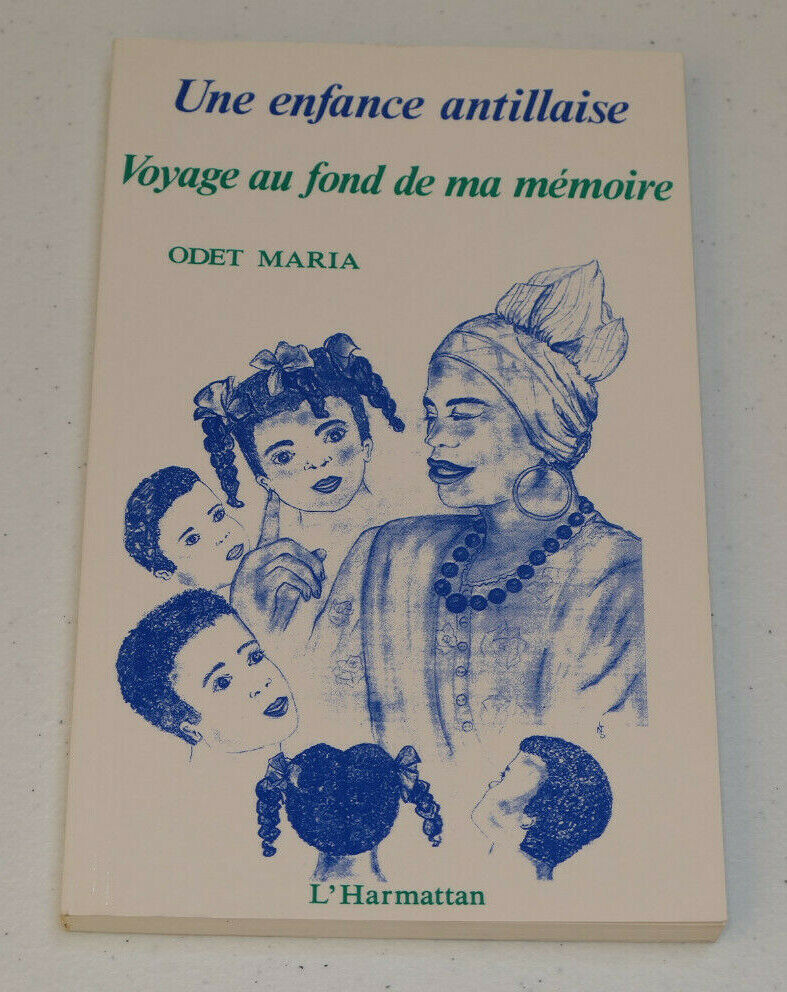 Une enfance antillaise
Voyage au fond de ma mémoire
ODET MARIA
L'Harmattan